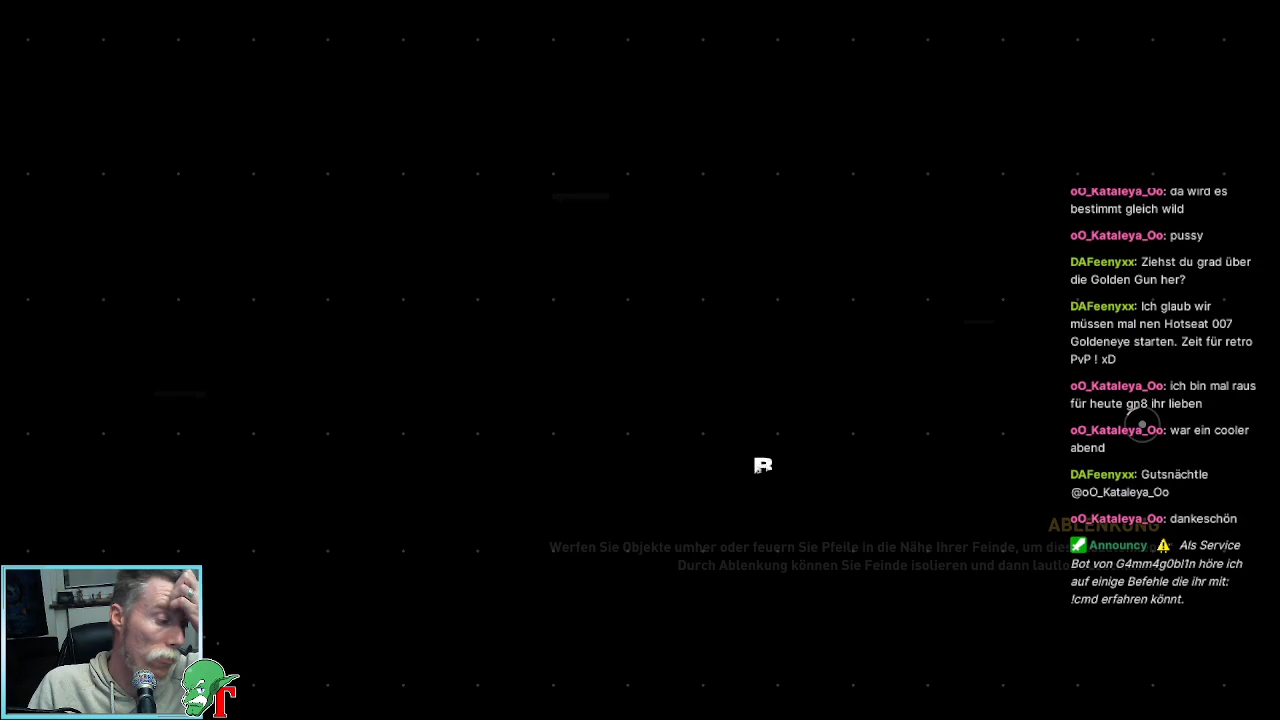 oO_Kataleya_Oo: da wird es
bestimmt gleich wild
oO_Kataleya_Oo: pussy
DAFeenyxx: Ziehst du grad über
die Golden Gun her?
DAFeenyxx: Ich glaub wir
müssen mal nen Hotseat 007
Goldeneye starten. Zeit für retro
PvP ! xD
oO_Kataleya_Oo: ich bin mal raus
für heute gn8 ihr lieben
oO_Kataleya_Oo: war ein cooler
abend
DAFeenyxx: Gutsnächtle
@oO_Kataleya_Oo
oO_Kataleya_Oo: dankeschön
Announcy Als Service
Bot von G4mm4g0bl1n höre ich
auf einige Befehle die ihr mit:
!cmd erfahren könnt.
ABLENKUNG
Werfen Sie Objekte umher oder feuern Sie Pfeile in die Nähe Ihrer Feinde, um
Durch Ablenkung können Sie Feinde isolieren und dann